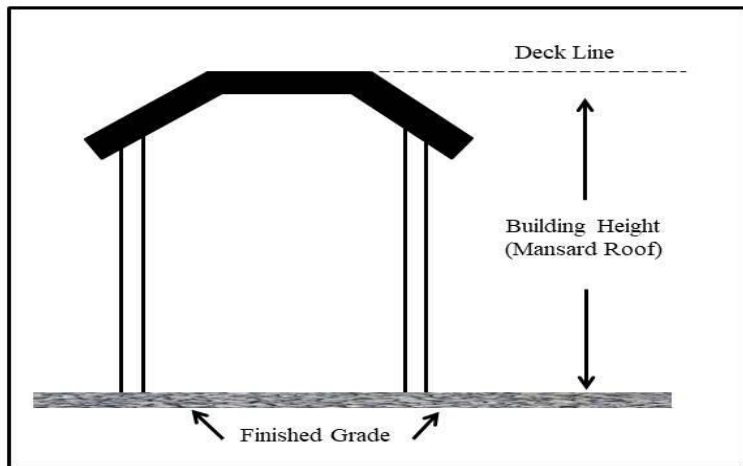 Deck Line
Building Height
(Mansard Roof)
Finished Grade